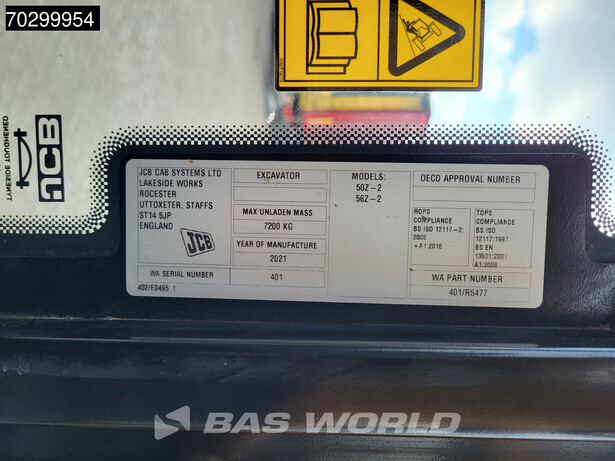 70299954
TYNESIDE TOUGHENED
JCB
JCB CAB SYSTEMS LTD
LAKESIDE WORKS
ROCESTER
UTTOXETER, STAFFS
ST14 5JP
ENGLAND
JCB
WA SERIAL NUMBER
402/E0495 1
EXCAVATOR
MAX UNLADEN MASS
7200 KG
YEAR OF MANUFACTURE
2021
401
MODELS:
50Z-2
56Z-2
OECD APPROVAL NUMBER
ROPS
COMPLIANCE
BS ISO 12117-2:
2008
+A1:2016
TOPS
COMPLIANCE
BS ISO
12117:1997
BS EN
13531:2001
A1:2008
WA PART NUMBER
401/R5477
BAS WORLD